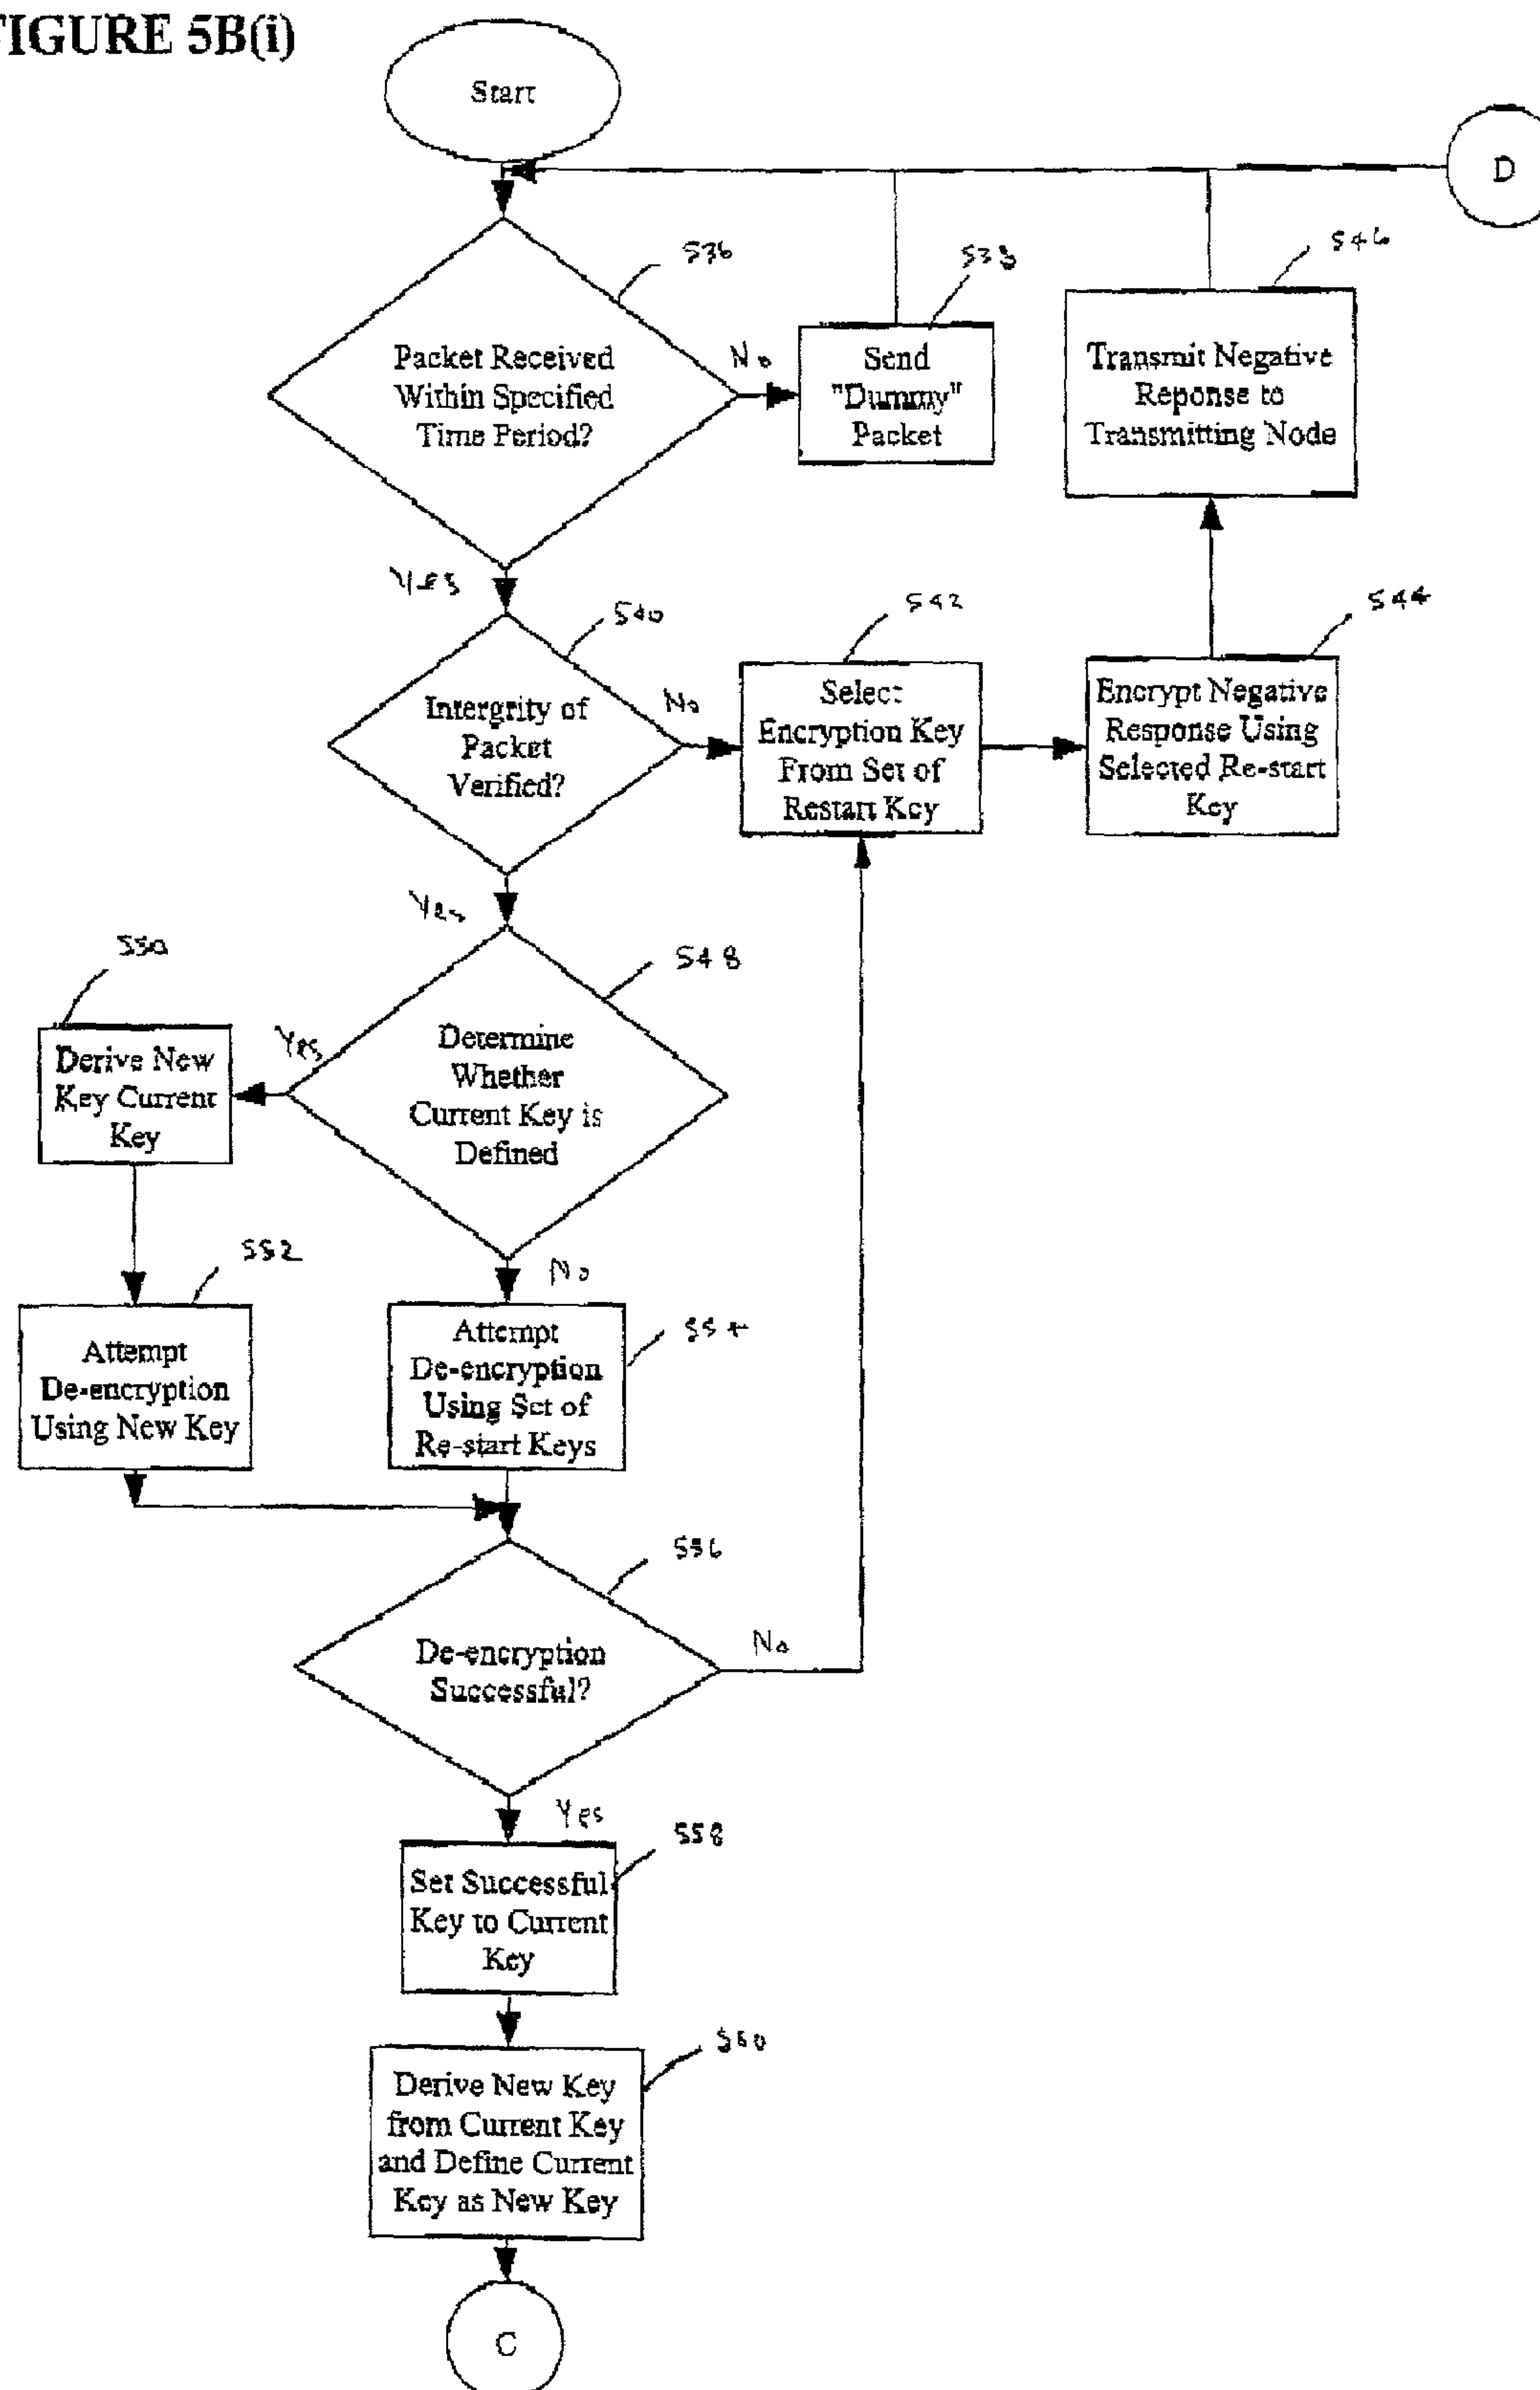 FIGURE 5B(i)
Start
D
536
538
546
Packet Received
Within Specified
Time Period?
No
Send
"Dummy"
Packet
Transmit Negative
Reponse to
Transmitting Node
Yes
540
542
544
Intergrity of
Packet
Verified?
No
Select
Encryption Key
From Set of
Restart Key
Encrypt Negative
Response Using
Selected Re-start
Key
Yes
548
550
Derive New
Key Current
Key
Yes
Determine
Whether
Current Key is
Defined
552
No
554
Attempt
De-encryption
Using New Key
Attempt
De-encryption
Using Set of
Re-start Keys
556
De-encryption
Successful?
No
Yes
558
Set Successful
Key to Current
Key
560
Derive New Key
from Current Key
and Define Current
Key as New Key
C